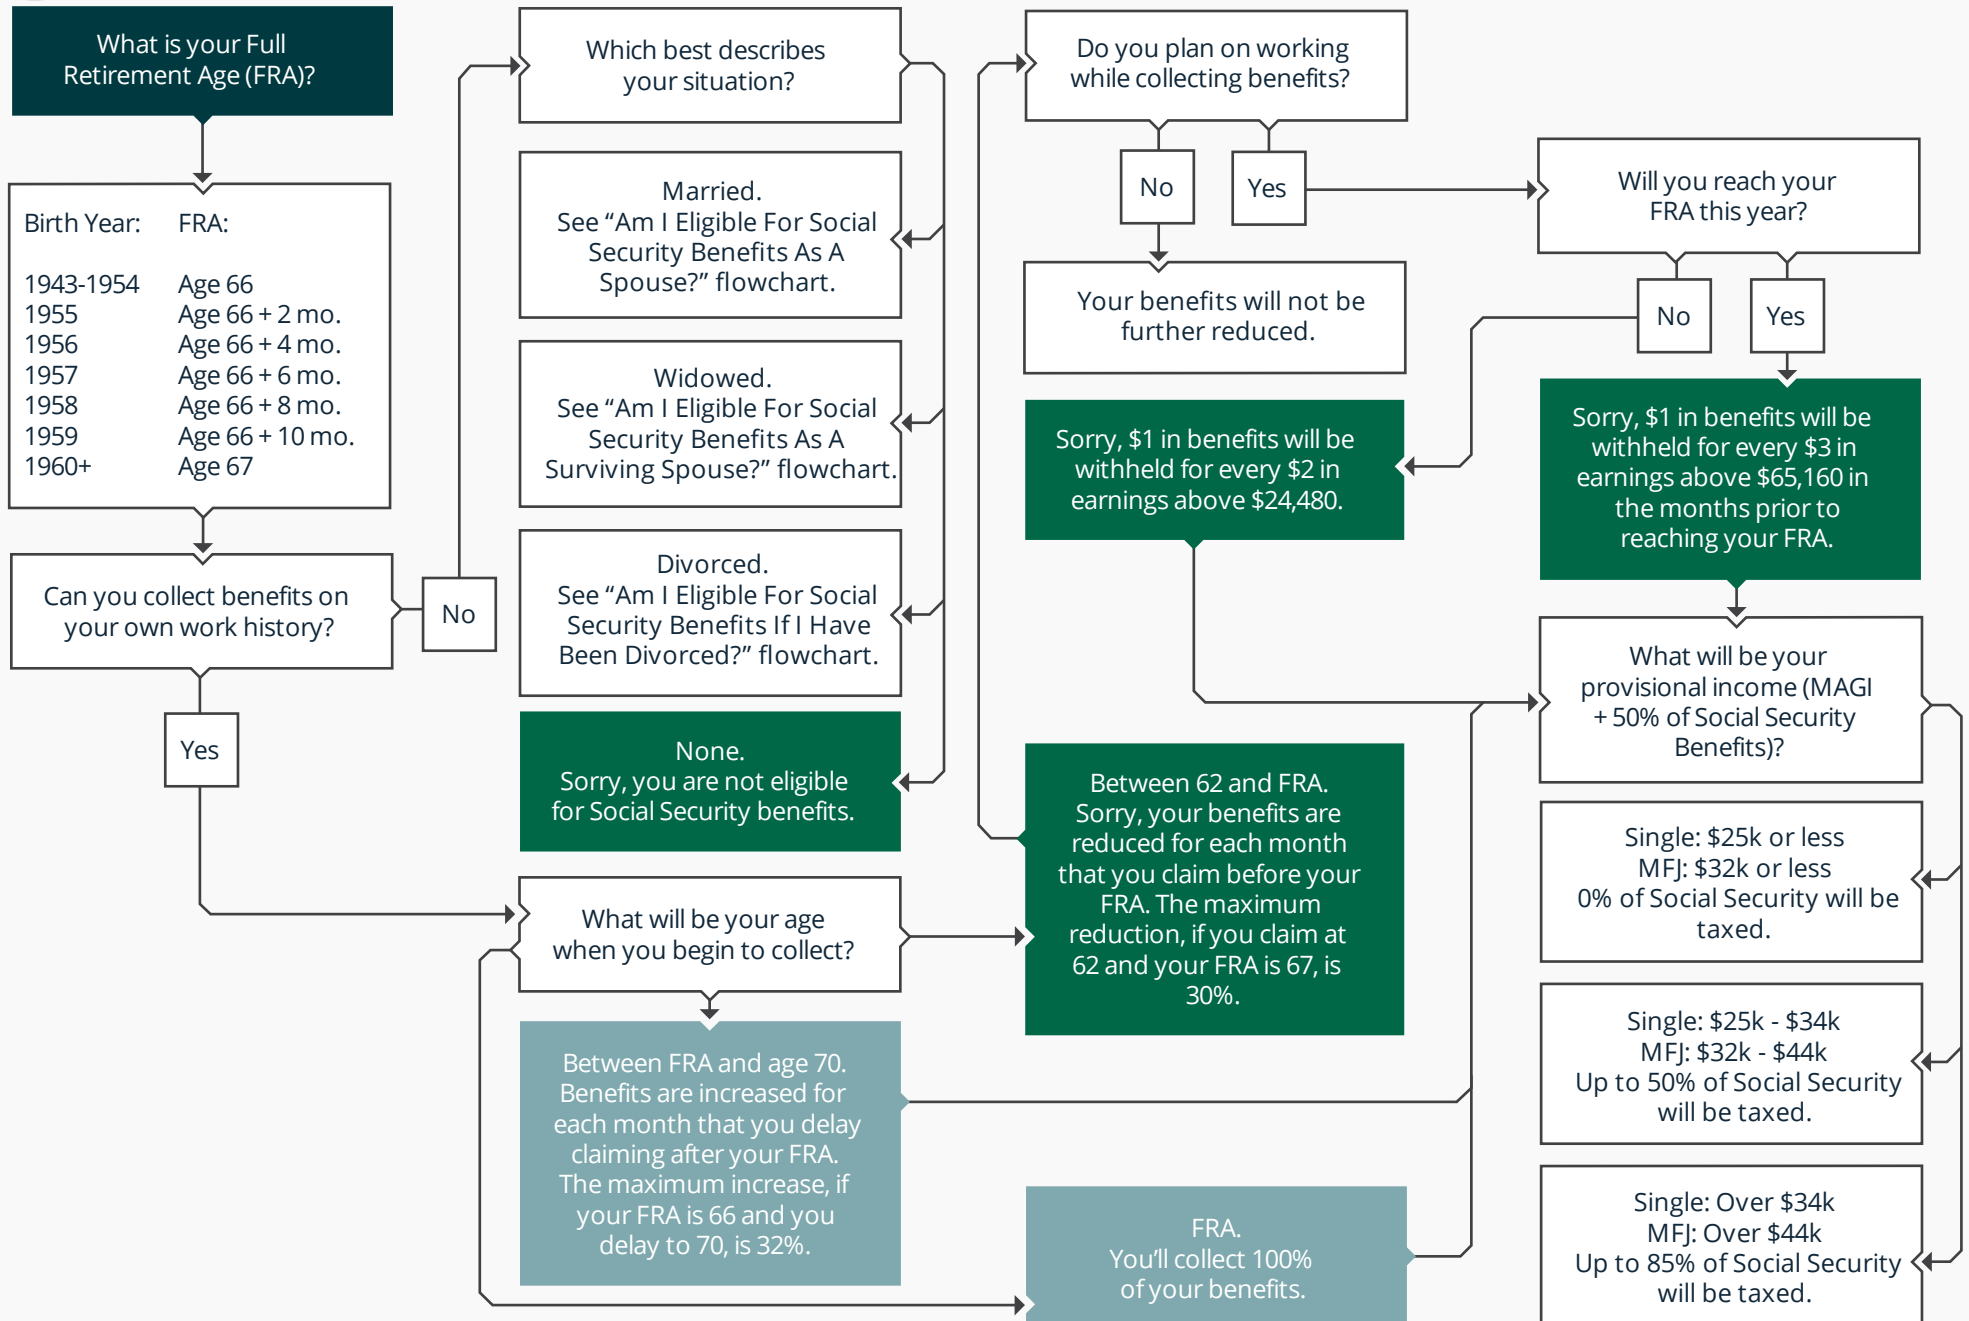 What is your Full
Retirement Age (FRA)?
Birth Year: FRA:
1943-1954 Age 66
1955 Age 66 + 2 mo.
1956 Age 66 + 4 mo.
1957 Age 66 + 6 mo.
1958 Age 66 + 8 mo.
1959 Age 66 + 10 mo.
1960+ Age 67
Can you collect benefits on
your own work history?
No
Yes
Which best describes
your situation?
Married.
See “Am I Eligible For Social
Security Benefits As A
Spouse?” flowchart.
Widowed.
See “Am I Eligible For Social
Security Benefits As A
Surviving Spouse?” flowchart.
Divorced.
See “Am I Eligible For Social
Security Benefits If I Have
Been Divorced?” flowchart.
None.
Sorry, you are not eligible
for Social Security benefits.
What will be your age
when you begin to collect?
Between FRA and age 70.
Benefits are increased for
each month that you delay
claiming after your FRA.
The maximum increase, if
your FRA is 66 and you
delay to 70, is 32%.
Do you plan on working
while collecting benefits?
No
Yes
Your benefits will not be
further reduced.
Sorry, $1 in benefits will be
withheld for every $2 in
earnings above $24,480.
Between 62 and FRA.
Sorry, your benefits are
reduced for each month
that you claim before your
FRA. The maximum
reduction, if you claim at
62 and your FRA is 67, is
30%.
FRA.
You’ll collect 100%
of your benefits.
Will you reach your
FRA this year?
No
Yes
Sorry, $1 in benefits will be
withheld for every $3 in
earnings above $65,160 in
the months prior to
reaching your FRA.
What will be your
provisional income (MAGI
+ 50% of Social Security
Benefits)?
Single: $25k or less
MFJ: $32k or less
0% of Social Security will be
taxed.
Single: $25k - $34k
MFJ: $32k - $44k
Up to 50% of Social Security
will be taxed.
Single: Over $34k
MFJ: Over $44k
Up to 85% of Social Security
will be taxed.